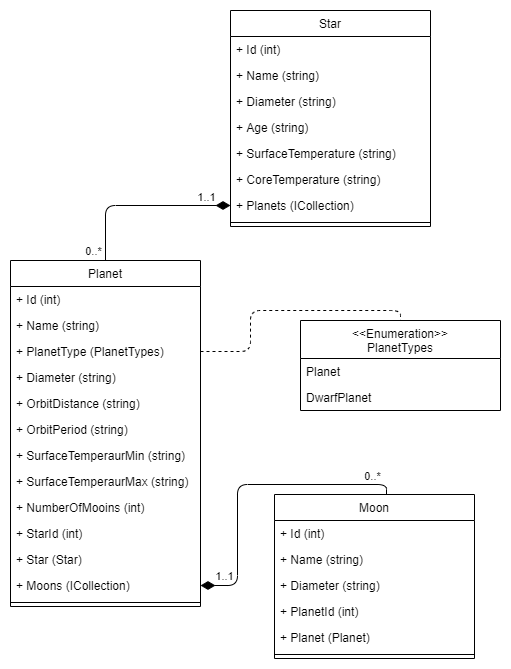 Star
+ Id (int)
+ Name (string)
+ Diameter (string)
+ Age (string)
+ SurfaceTemperature (string)
+ CoreTemperature (string)
+ Planets (ICollection)
1..1
0..*
Planet
+ Id (int)
+ Name (string)
+ PlanetType (PlanetTypes)
+ Diameter (string)
+ OrbitDistance (string)
+ OrbitPeriod (string)
+ SurfaceTemperaurMin (string)
+ SurfaceTemperaurMax (string)
+ NumberOfMooins (int)
+ StarId (int)
+ Star (Star)
+ Moons (ICollection)
<<Enumeration>>
PlanetTypes
Planet
DwarfPlanet
0..*
1..1
Moon
+ Id (int)
+ Name (string)
+ Diameter (string)
+ PlanetId (int)
+ Planet (Planet)